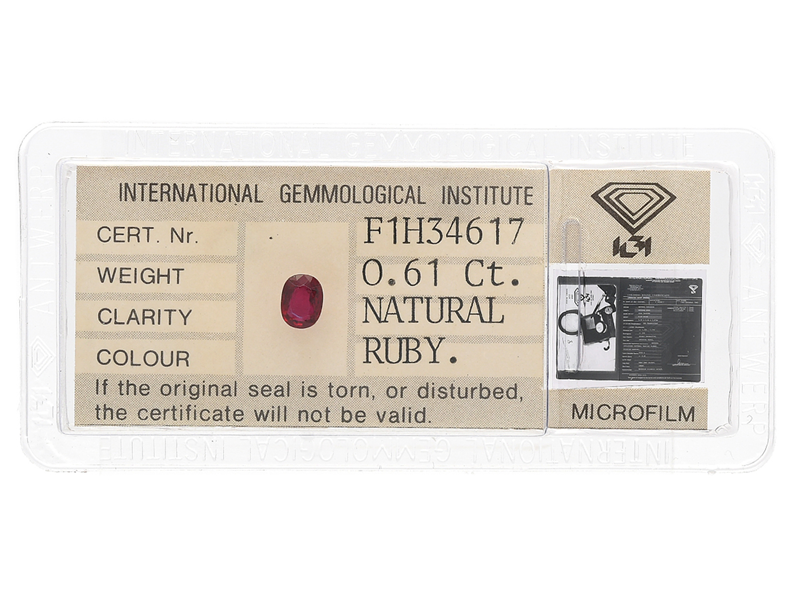 INTERNATIONAL GEMMOLOGICAL INSTITUTE
INTERNATIONAL GEMMOLOGICAL INSTITUTE
CERT. Nr. F1H34617
WEIGHT 0.61 Ct.
CLARITY NATURAL
COLOUR RUBY.
If the original seal is torn, or disturbed,
the certificate will not be valid.
IGI
MICROFILM
ANTWERP
ANTWERP
INTERNATIONAL GEMMOLOGICAL INSTITUTE